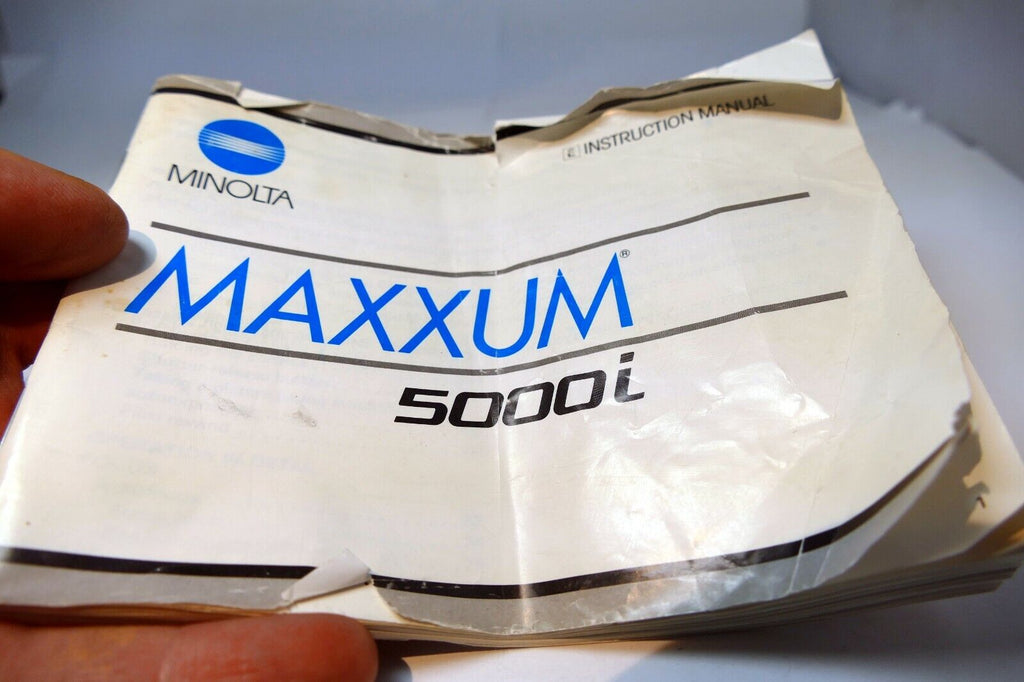 MINOLTA
E INSTRUCTION MANUAL
MAXXUM®
5000i